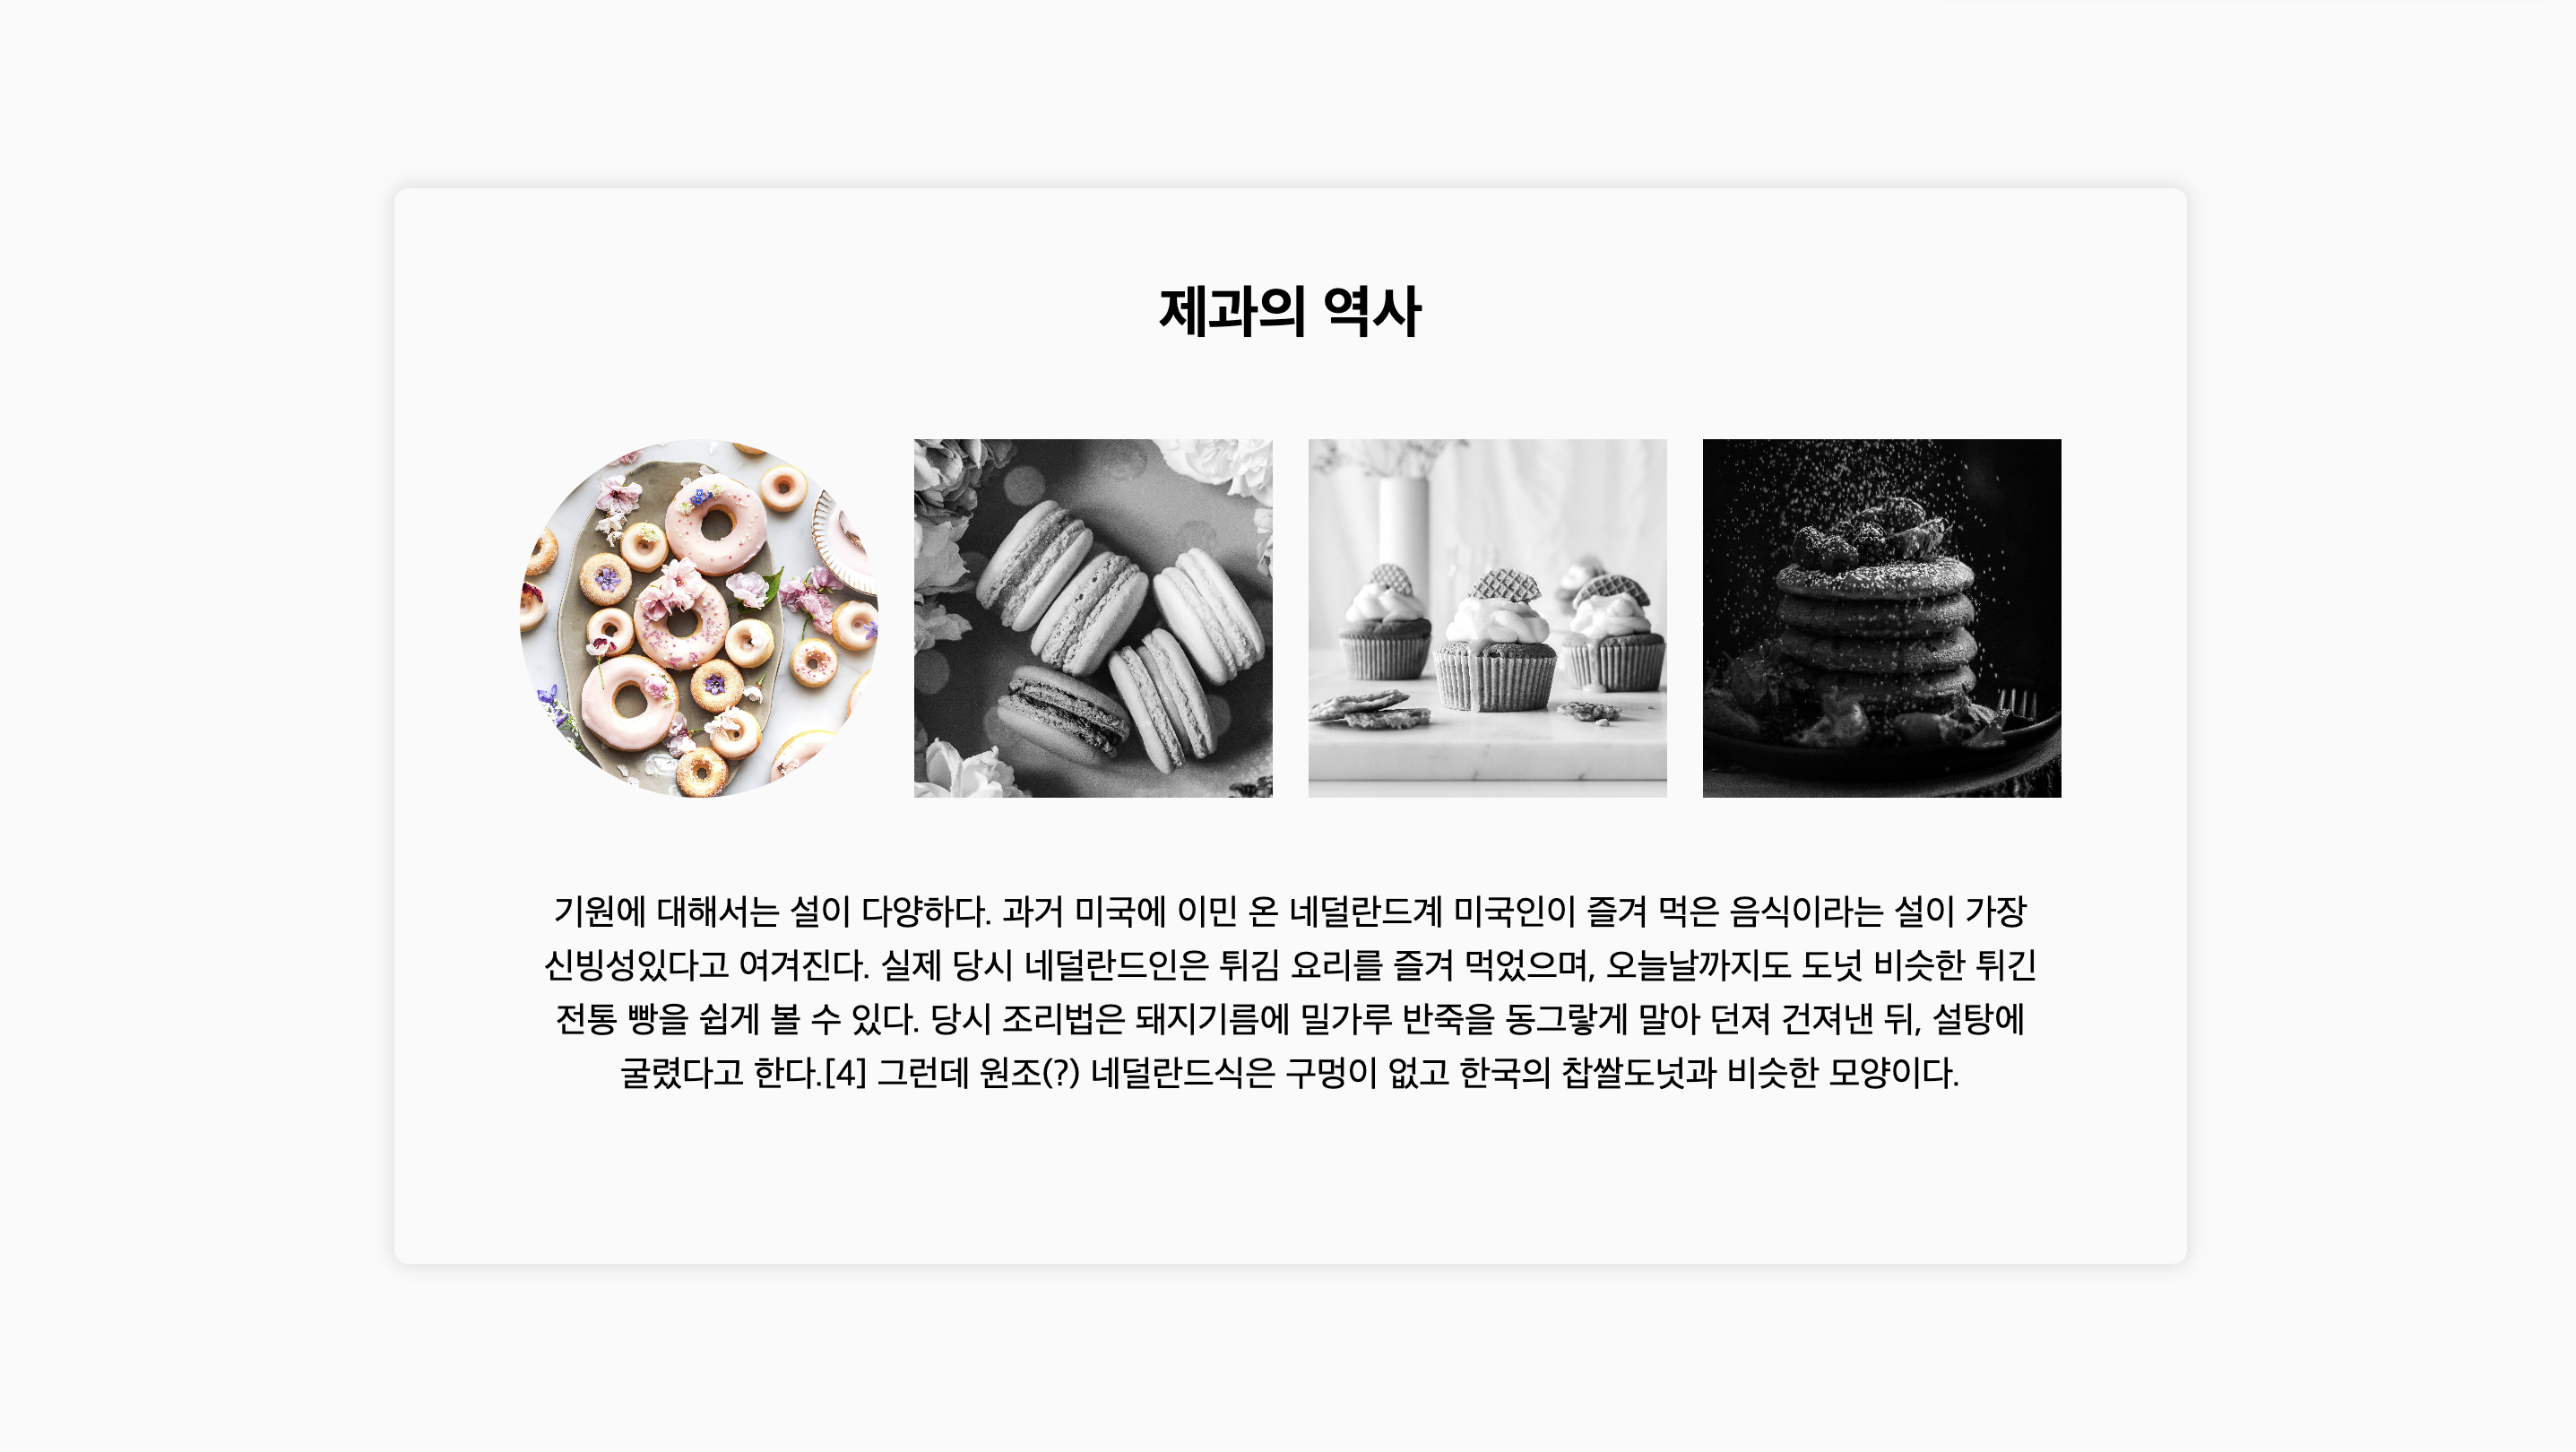 제과의 역사
기원에 대해서는 설이 다양하다. 과거 미국에 이민 온 네덜란드계 미국인이 즐겨 먹은 음식이라는 설이 가장
신빙성있다고 여겨진다. 실제 당시 네덜란드인은 튀김 요리를 즐겨 먹었으며, 오늘날까지도 도넛 비슷한 튀긴
전통 빵을 쉽게 볼 수 있다. 당시 조리법은 돼지기름에 밀가루 반죽을 동그랗게 말아 던져 건져낸 뒤, 설탕에
굴렸다고 한다.[4] 그런데 원조(?) 네덜란드식은 구멍이 없고 한국의 찹쌀도넛과 비슷한 모양이다.